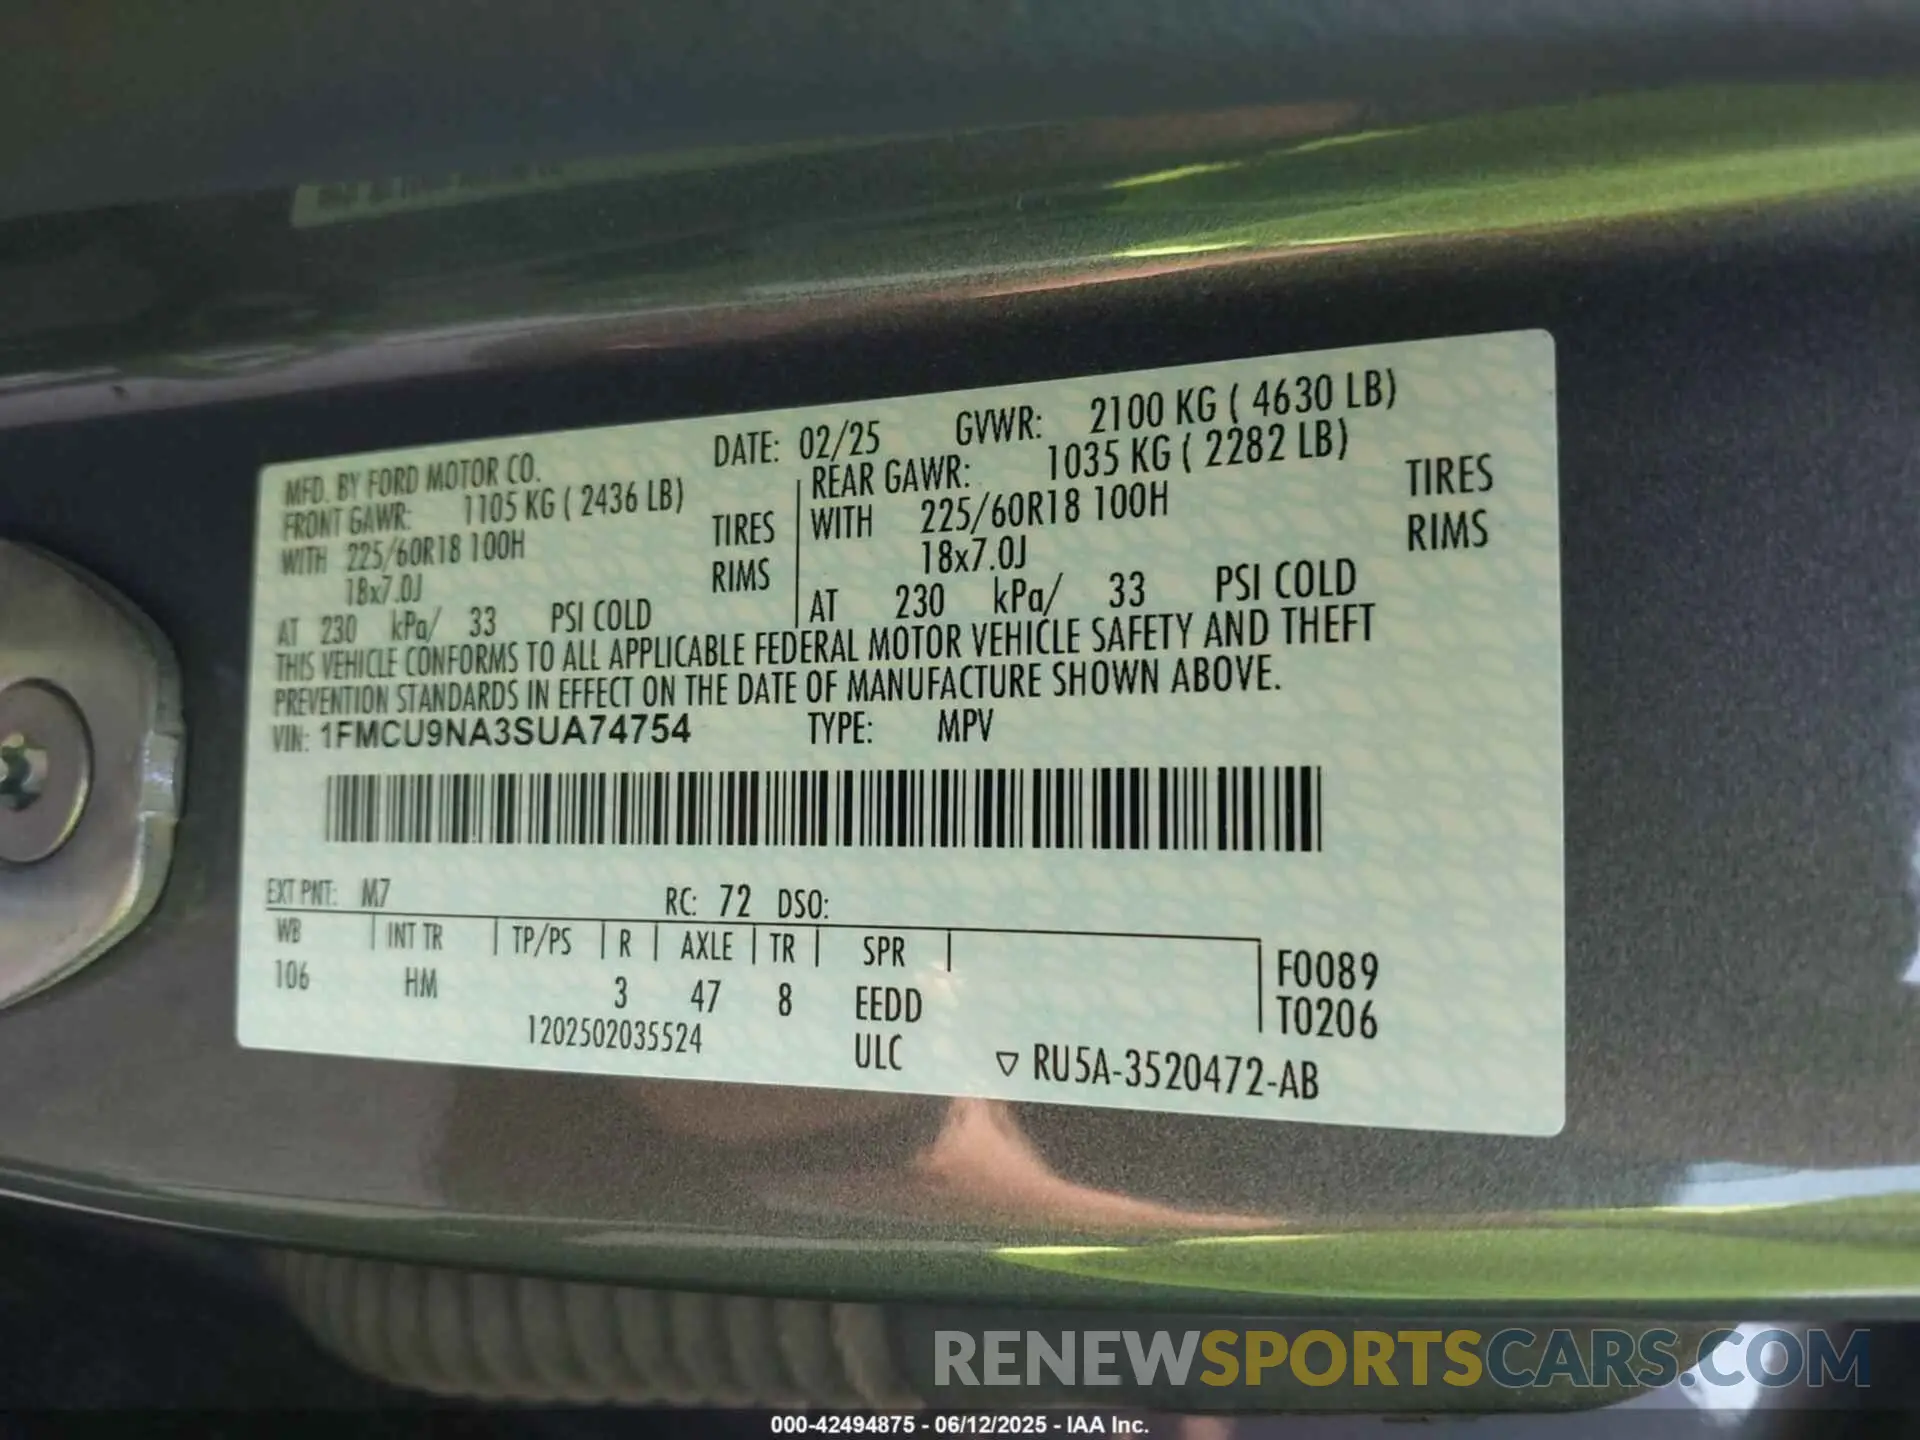 MFD. BY FORD MOTOR CO. DATE: 02/25 GVWR: 2100 KG ( 4630 LB)
FRONT GAWR: 1105 KG ( 2436 LB) REAR GAWR: 1035 KG ( 2282 LB)
WITH 225/60R18 100H TIRES WITH 225/60R18 100H TIRES
18x7.0J RIMS 18x7.0J RIMS
AT 230 kPa/ 33 PSI COLD AT 230 kPa/ 33 PSI COLD
THIS VEHICLE CONFORMS TO ALL APPLICABLE FEDERAL MOTOR VEHICLE SAFETY AND THEFT
PREVENTION STANDARDS IN EFFECT ON THE DATE OF MANUFACTURE SHOWN ABOVE.
VIN: 1FMCU9NA3SUA74754 TYPE: MPV
EXT PNT: M7 RC: 72 DSO:
WB INT TR TP/PS R AXLE TR SPR F0089
106 HM 3 47 8 EEDD T0206
1202502035524 ULC ▽ RU5A-3520472-AB
RENEWSPORTSCARS.COM
000-42494875 - 06/12/2025 - IAA Inc.